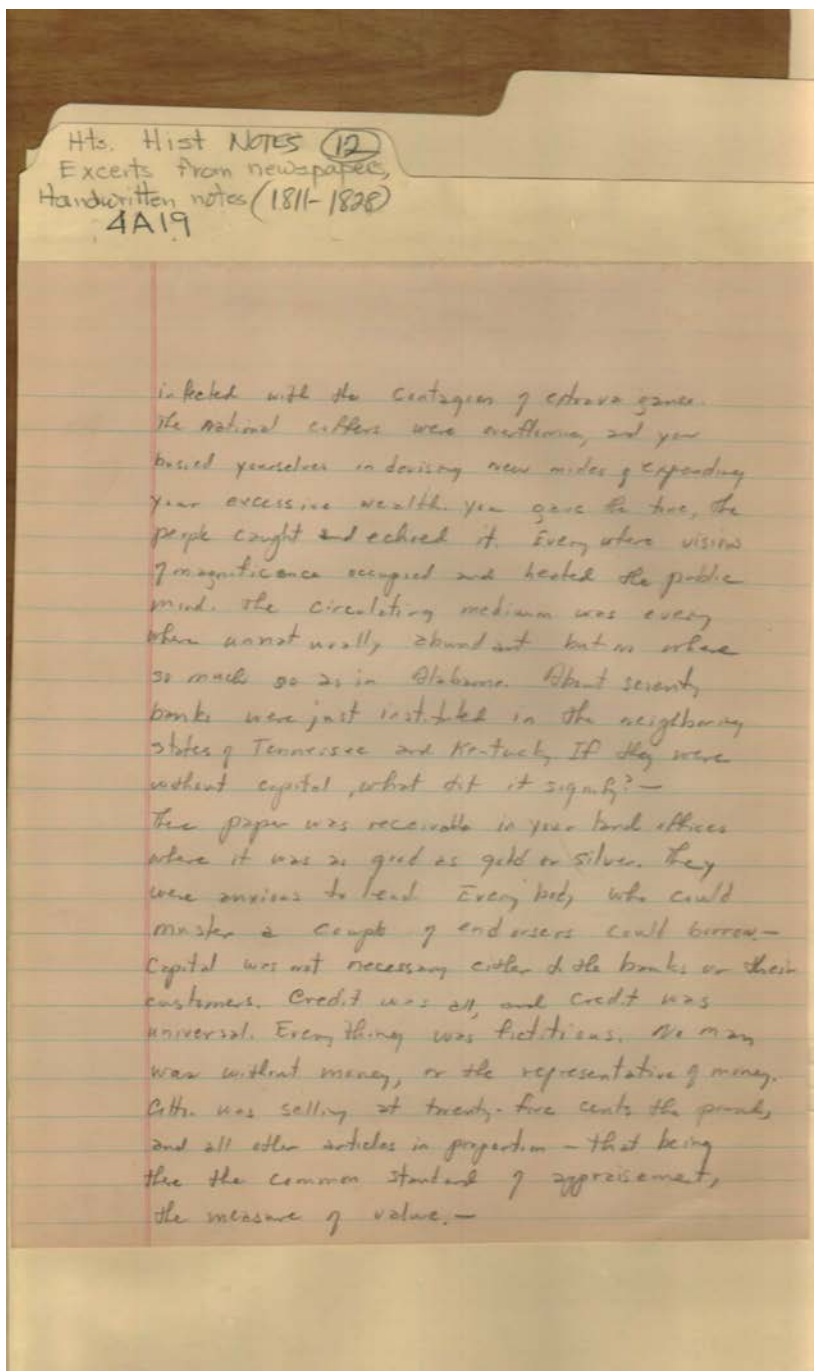 Hts. Hist NOTES (12)
Excerts from newspapers,
Handwritten notes (1811-1828)
4A19
infected with the contagion of extravagance.
The national coffers were overflowing, and you
busied yourselves in devising new modes of expending
your excessive wealth. You gave the tone, the
people caught and echoed it. Everywhere vision
of magnificence occupied and heated the public
mind. The circulating medium was every
where unnaturally abundant but no where
so much so as in Alabama. About seventy
banks were just instituted in the neighboring
states of Tennessee and Kentucky If they were
without capital, what did it signify? —
Their paper was receivable in your land offices
where it was as good as gold or silver. They
were anxious to lend Every body who could
muster a couple of endorsers could borrow. —
Capital was not necessary either to the banks or their
customers. Credit was all, and credit was
universal. Every thing was fictitious. No man
was without money, or the representative of money.
Cotton was selling at twenty-five cents the pound,
and all other articles in proportion — that being
then the common standard of appraisement,
the measure of value. —